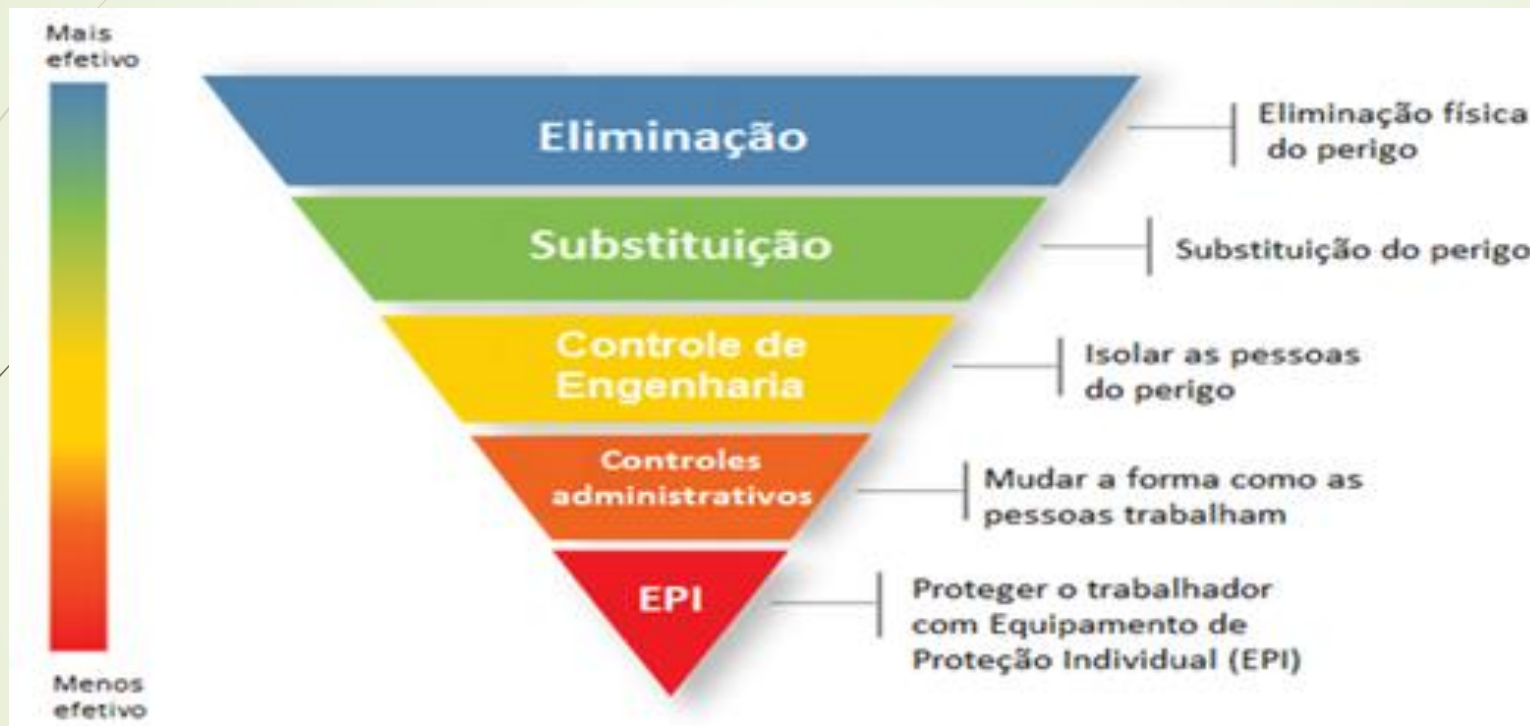 Mais
efetivo
Eliminação
Eliminação física
do perigo
Substituição
Substituição do perigo
Controle de
Engenharia
Isolar as pessoas
do perigo
Controles
administrativos
Mudar a forma como as
pessoas trabalham
EPI
Proteger o trabalhador
com Equipamento de
Proteção Individual (EPI)
Menos
efetivo